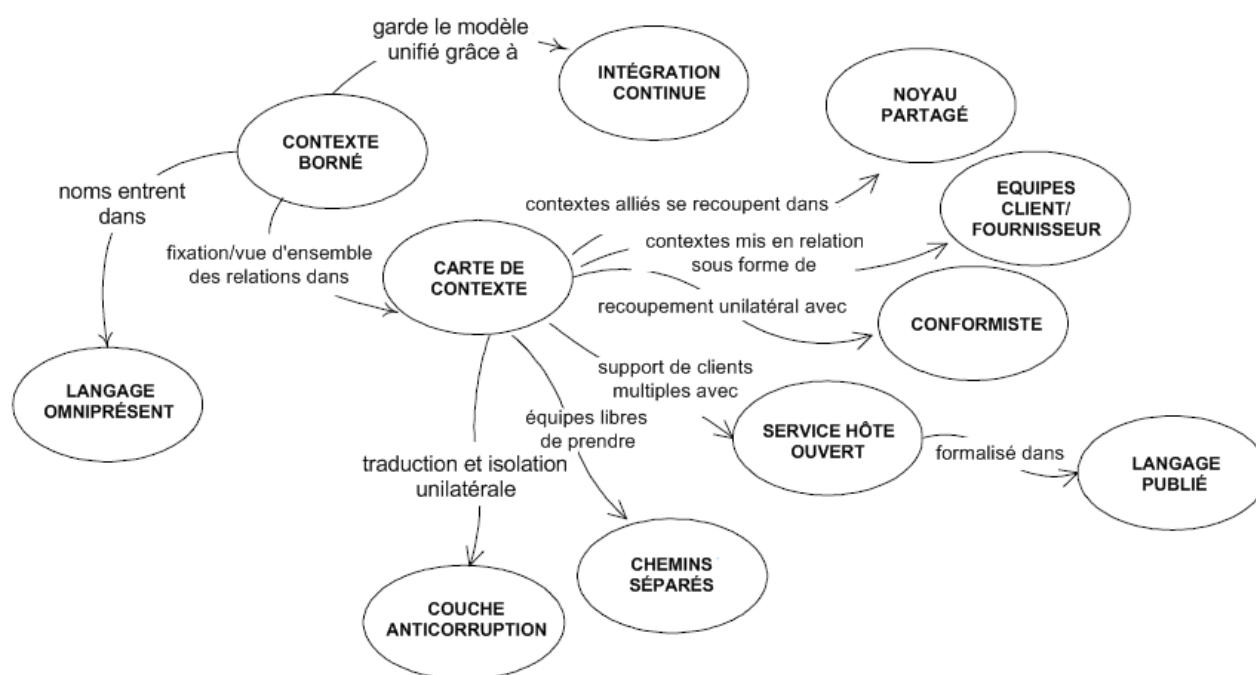 garde le modèle
unifié grâce à
INTÉGRATION
CONTINUE
NOYAU
PARTAGÉ
CONTEXTE
BORNÉ
noms entrent
dans
contextes alliés se recoupent dans
EQUIPES
CLIENT/
FOURNISSEUR
fixation/vue d'ensemble
des relations dans
CARTE DE
CONTEXTE
contextes mis en relation
sous forme de
recoupement unilatéral avec
CONFORMISTE
LANGAGE
OMNIPRÉSENT
support de clients
multiples avec
équipes libres
de prendre
SERVICE HÔTE
OUVERT
formalisé dans
LANGAGE
PUBLIÉ
traduction et isolation
unilatérale
CHEMINS
SÉPARÉS
COUCHE
ANTICORRUPTION